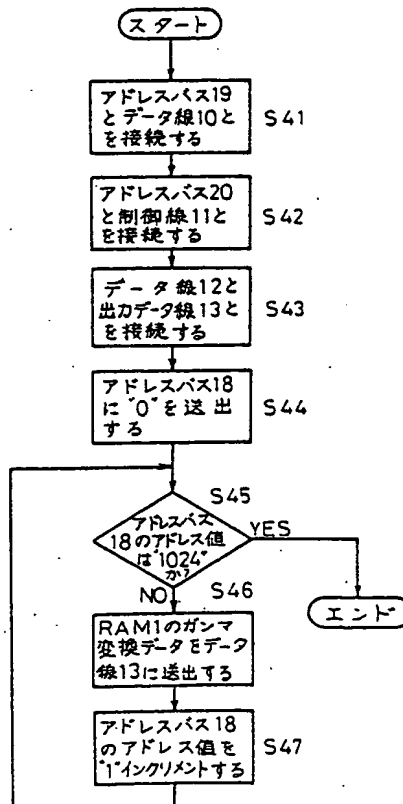 スタート
アドレスバス19
とデータ線10と
を接続する
S41
アドレスバス20
と制御線11と
を接続する
S42
データ線12と
出力データ線13と
を接続する
S43
アドレスバス18
に"0"を送出
する
S44
S45
アドレスバス
18のアドレス値
は"1024"
か?
YES
NO
エンド
S46
RAM1のガンマ
変換データをデータ
線13に送出する
アドレスバス18
のアドレス値を
"1"インクリメントする
S47